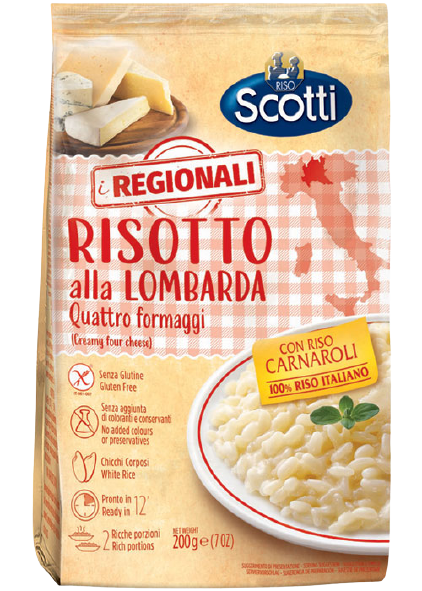 RISO
Scotti
i REGIONALI
RISOTTO
alla LOMBARDA
Quattro formaggi
(Creamy four cheese)
CON RISO
CARNAROLI
100% RISO ITALIANO
Senza Glutine
Gluten Free
Senza aggiunta
di coloranti e conservanti
No added colours
or preservatives
Chicchi Corposi
White Rice
Pronto in
Ready in 12'
2 Ricche porzioni
Rich portions
NET WEIGHT
200g e (7 OZ)